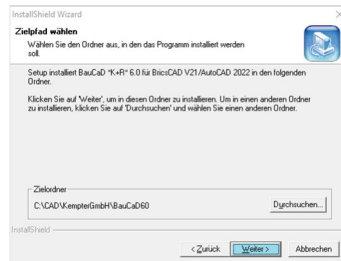 InstallShield Wizard
Zielpfad wählen
Wählen Sie den Ordner aus, in den das Programm installiert werden
soll.
Setup installiert BauCaD "K+R" 6.0 für BricsCAD V21/AutoCAD 2022 in den folgenden
Ordner.
Klicken Sie auf 'Weiter', um in diesen Ordner zu installieren. Um in einen anderen Ordner
zu installieren, klicken Sie auf 'Durchsuchen' und wählen Sie einen anderen Ordner.
Zielordner
C:\CAD\KempterGmbH\BauCaD60
Durchsuchen...
InstallShield
< Zurück
Weiter >
Abbrechen